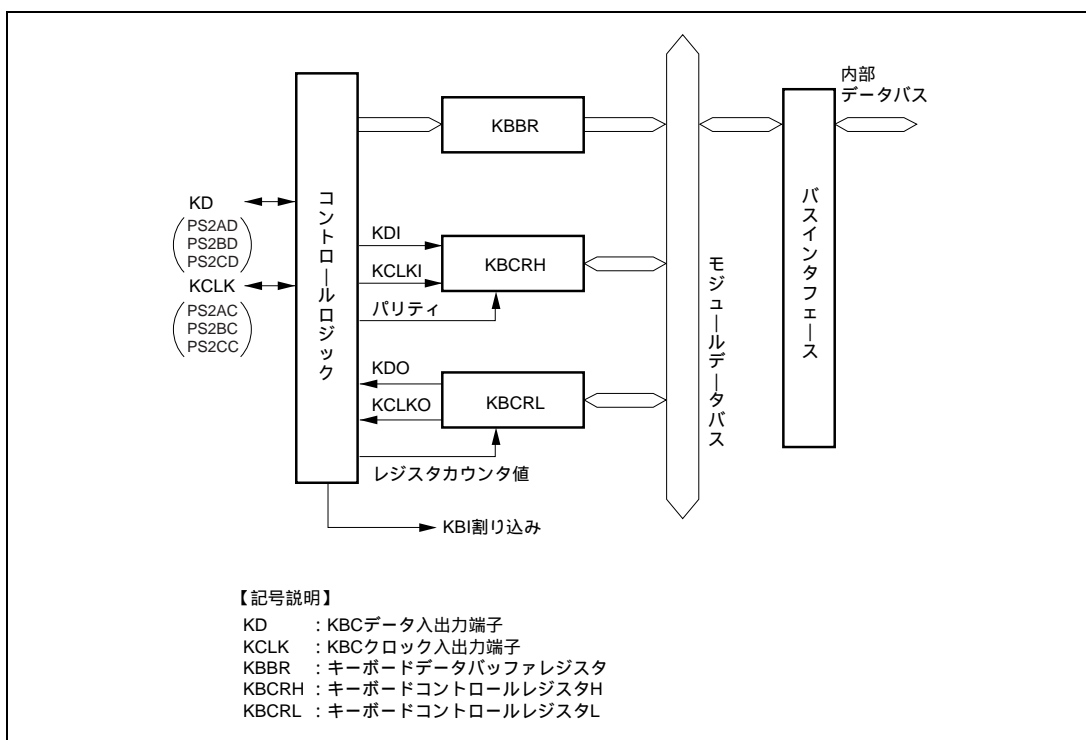 内部
データバス
KBBR
KD
PS2AD
PS2BD
PS2CD
KCLK
PS2AC
PS2BC
PS2CC
コントロールロジック
KDI
KCLKI
パリティ
KBCRH
KDO
KCLKO
KBCRL
レジスタカウンタ値
モジュールデータバス
バスインタフェース
KBI割り込み
【記号説明】
KD : KBCデータ入出力端子
KCLK : KBCクロック入出力端子
KBBR : キーボードデータバッファレジスタ
KBCRH : キーボードコントロールレジスタH
KBCRL : キーボードコントロールレジスタL